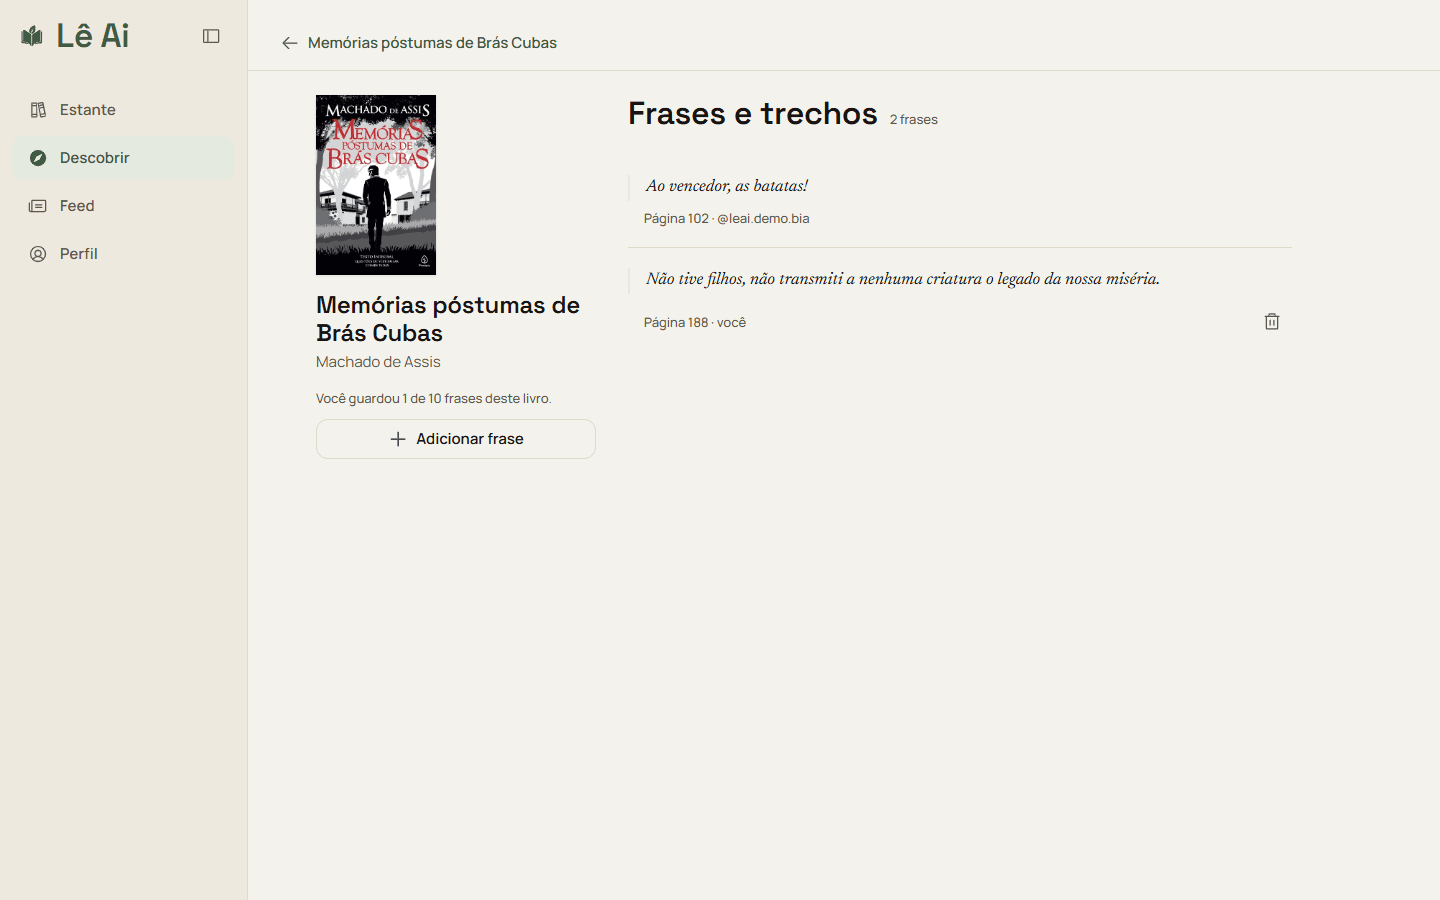 Lê Ai
Estante
Descobrir
Feed
Perfil
Memórias póstumas de Brás Cubas
MACHADO DE ASSIS
MEMÓRIAS
PÓSTUMAS DE
BRÁS CUBAS
Memórias póstumas de
Brás Cubas
Machado de Assis
Você guardou 1 de 10 frases deste livro.
Adicionar frase
Frases e trechos 2 frases
Ao vencedor, as batatas!
Página 102 · @leai.demo.bia
Não tive filhos, não transmiti a nenhuma criatura o legado da nossa miséria.
Página 188 · você